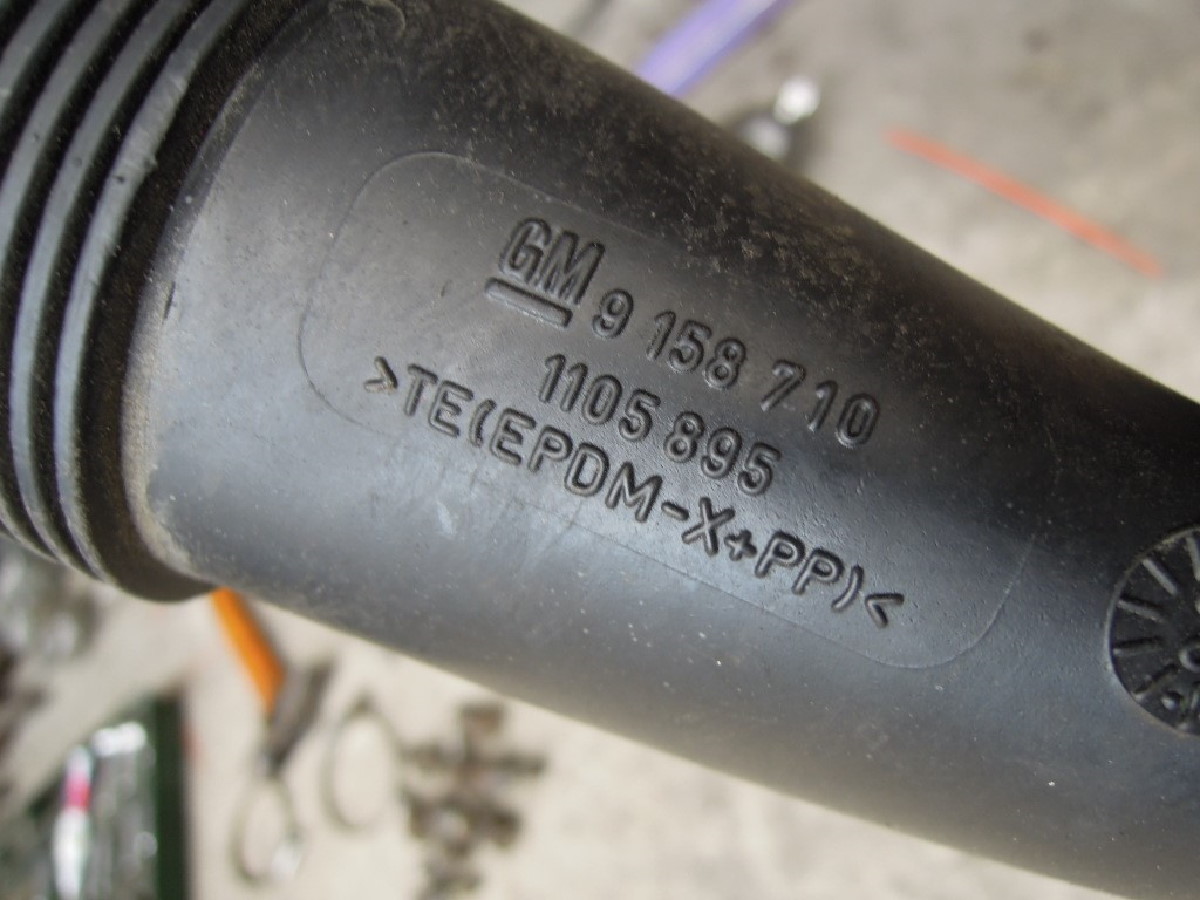 GM 9 158 710
1105 895
>TE(EPDM-X+PP)<